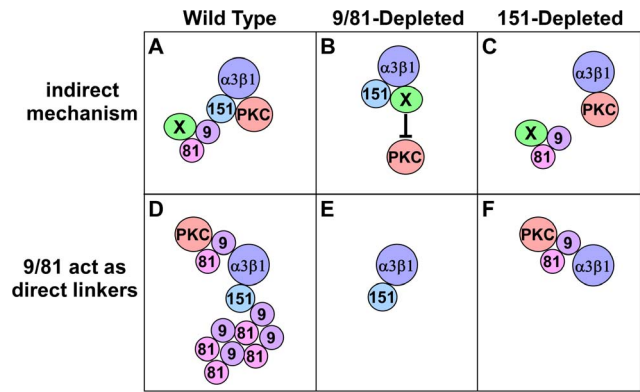 Wild Type 9/81-Depleted 151-Depleted
indirect mechanism
A
α3β1
151
PKC
X
9
81
B
α3β1
151
X
PKC
C
α3β1
PKC
X
9
81
9/81 act as
direct linkers
D
PKC
9
81
α3β1
151
9
9
81
9
81
9
81
81
E
α3β1
151
F
PKC
9
81
α3β1